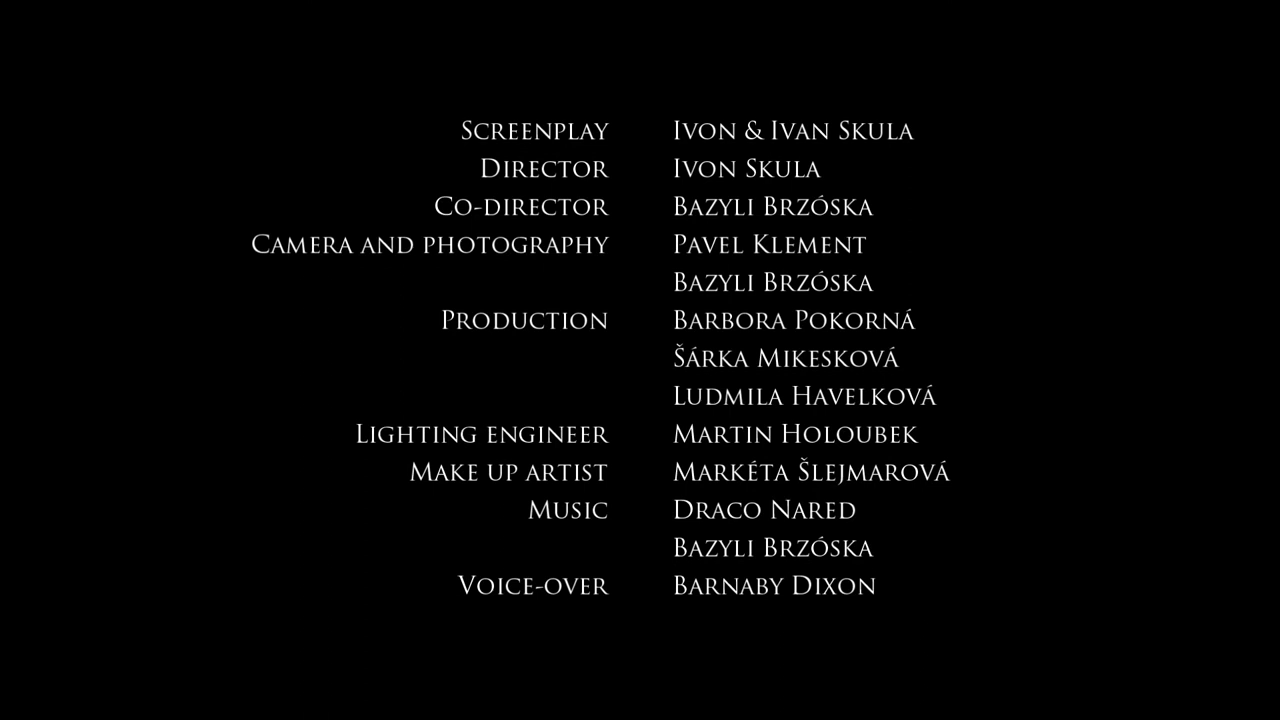 Screenplay Ivon & Ivan Skula
Director Ivon Skula
Co-director Bazyli Brzóska
Camera and photography Pavel Klement
Bazyli Brzóska
Production Barbora Pokorná
Šárka Mikesková
Ludmila Havelková
Lighting engineer Martin Holoubek
Make up artist Markéta Šlejmarová
Music Draco Nared
Bazyli Brzóska
Voice-over Barnaby Dixon